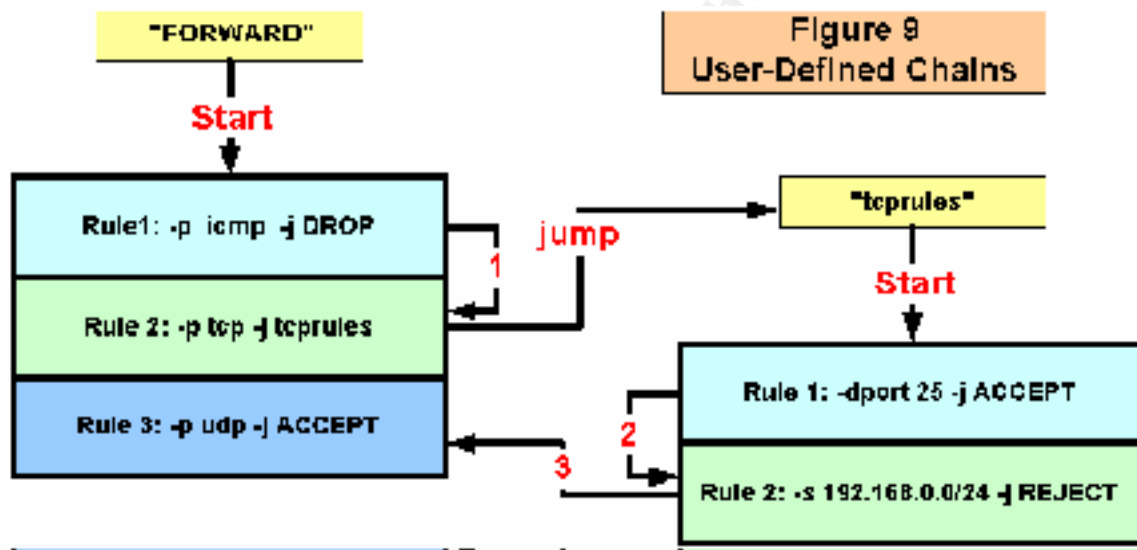 "FORWARD"
Figure 9
User-Defined Chains
Start
Rule1: -p icmp -j DROP
1
jump
"tcprules"
Start
Rule 2: -p tcp -j tcprules
Rule 1: -dport 25 -j ACCEPT
Rule 3: -p udp -j ACCEPT
2
3
Rule 2: -s 192.168.0.0/24 -j REJECT